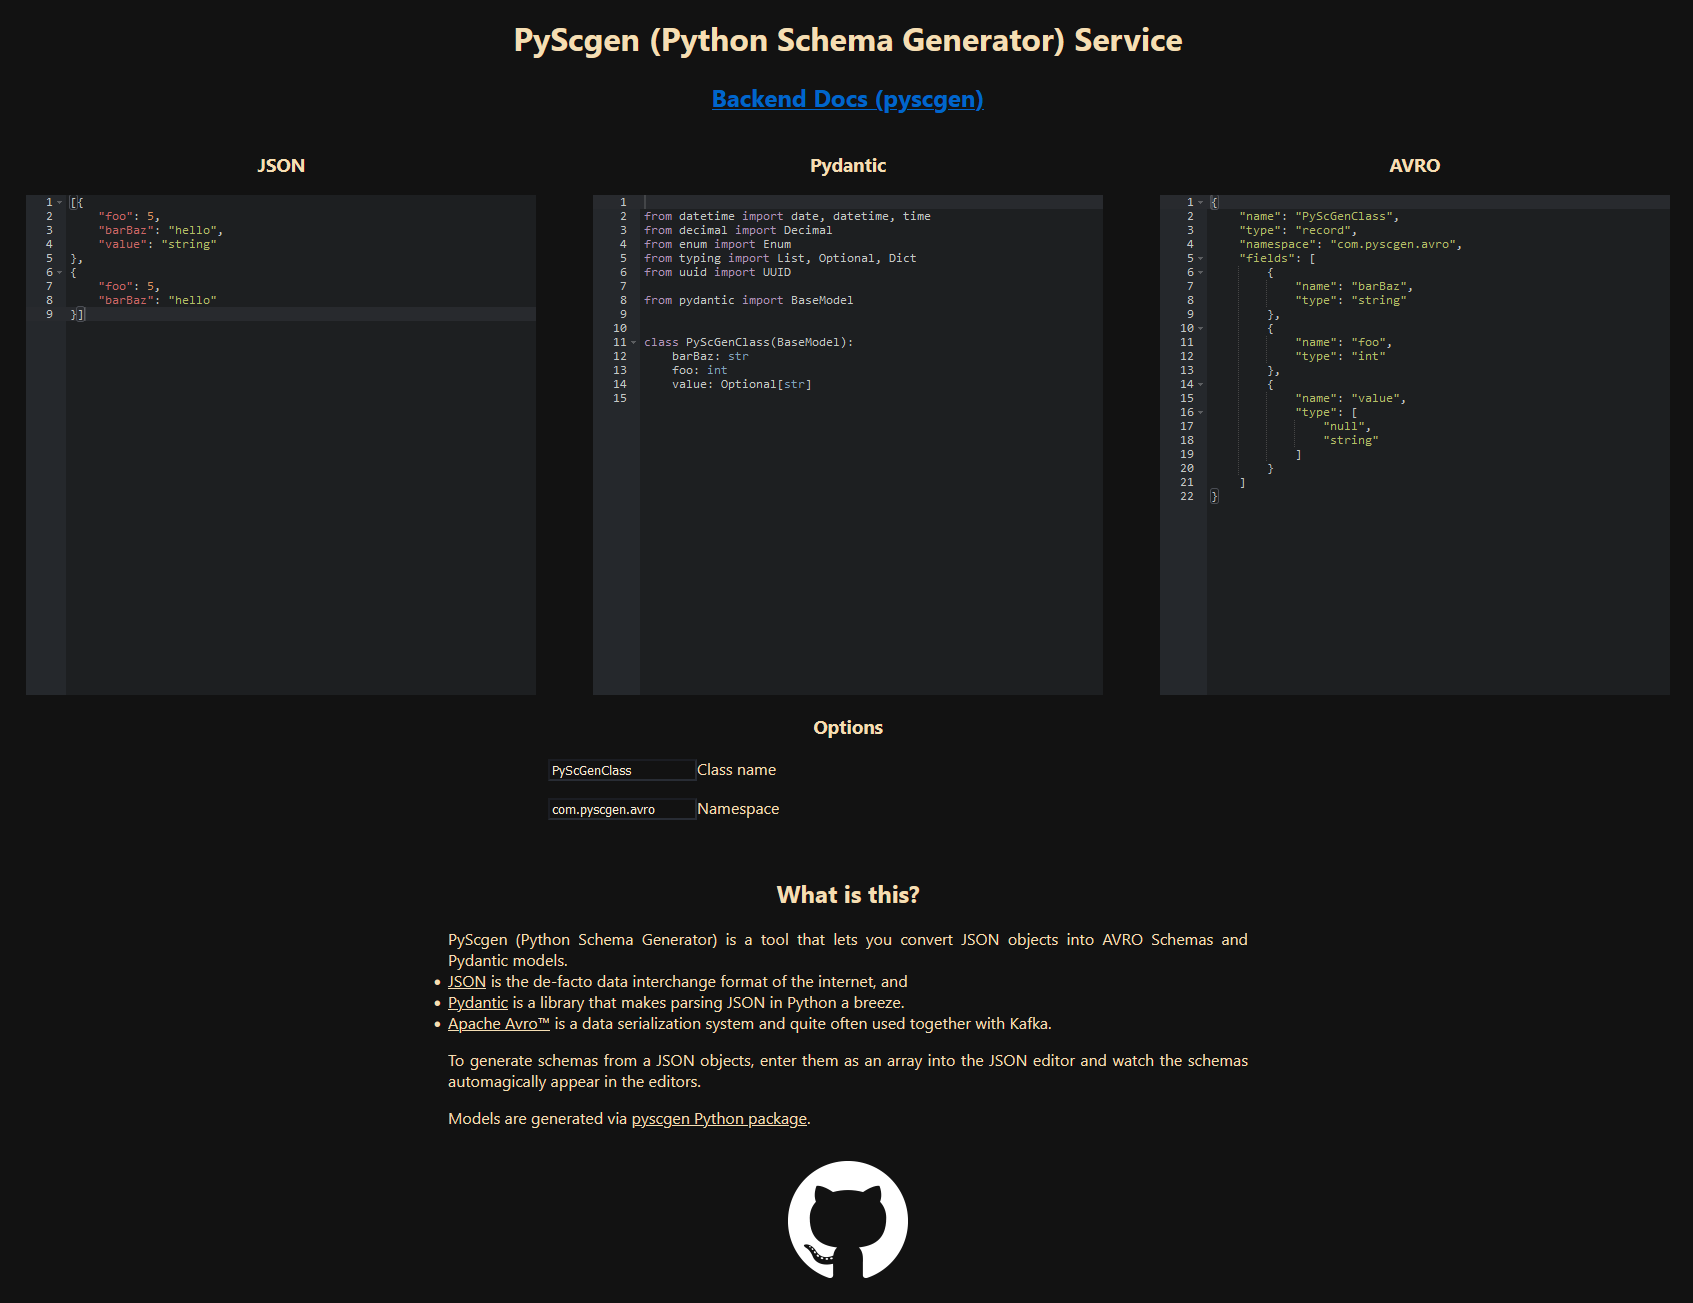 PyScgen (Python Schema Generator) Service
Backend Docs (pyscgen)
JSON
1 [{
2     "foo": 5,
3     "barBaz": "hello",
4     "value": "string"
5 },
6 {
7     "foo": 5,
8     "barBaz": "hello"
9 }]
Pydantic
1
2 from datetime import date, datetime, time
3 from decimal import Decimal
4 from enum import Enum
5 from typing import List, Optional, Dict
6 from uuid import UUID
7
8 from pydantic import BaseModel
9
10
11 class PyScGenClass(BaseModel):
12     barBaz: str
13     foo: int
14     value: Optional[str]
15
AVRO
1 {
2     "name": "PyScGenClass",
3     "type": "record",
4     "namespace": "com.pyscgen.avro",
5     "fields": [
6         {
7             "name": "barBaz",
8             "type": "string"
9         },
10         {
11             "name": "foo",
12             "type": "int"
13         },
14         {
15             "name": "value",
16             "type": [
17                 "null",
18                 "string"
19             ]
20         }
21     ]
22 }
Options
PyScGenClass Class name
com.pyscgen.avro Namespace
What is this?
PyScgen (Python Schema Generator) is a tool that lets you convert JSON objects into AVRO Schemas and
Pydantic models.
• JSON is the de-facto data interchange format of the internet, and
• Pydantic is a library that makes parsing JSON in Python a breeze.
• Apache Avro™ is a data serialization system and quite often used together with Kafka.
To generate schemas from a JSON objects, enter them as an array into the JSON editor and watch the schemas
automagically appear in the editors.
Models are generated via pyscgen Python package.